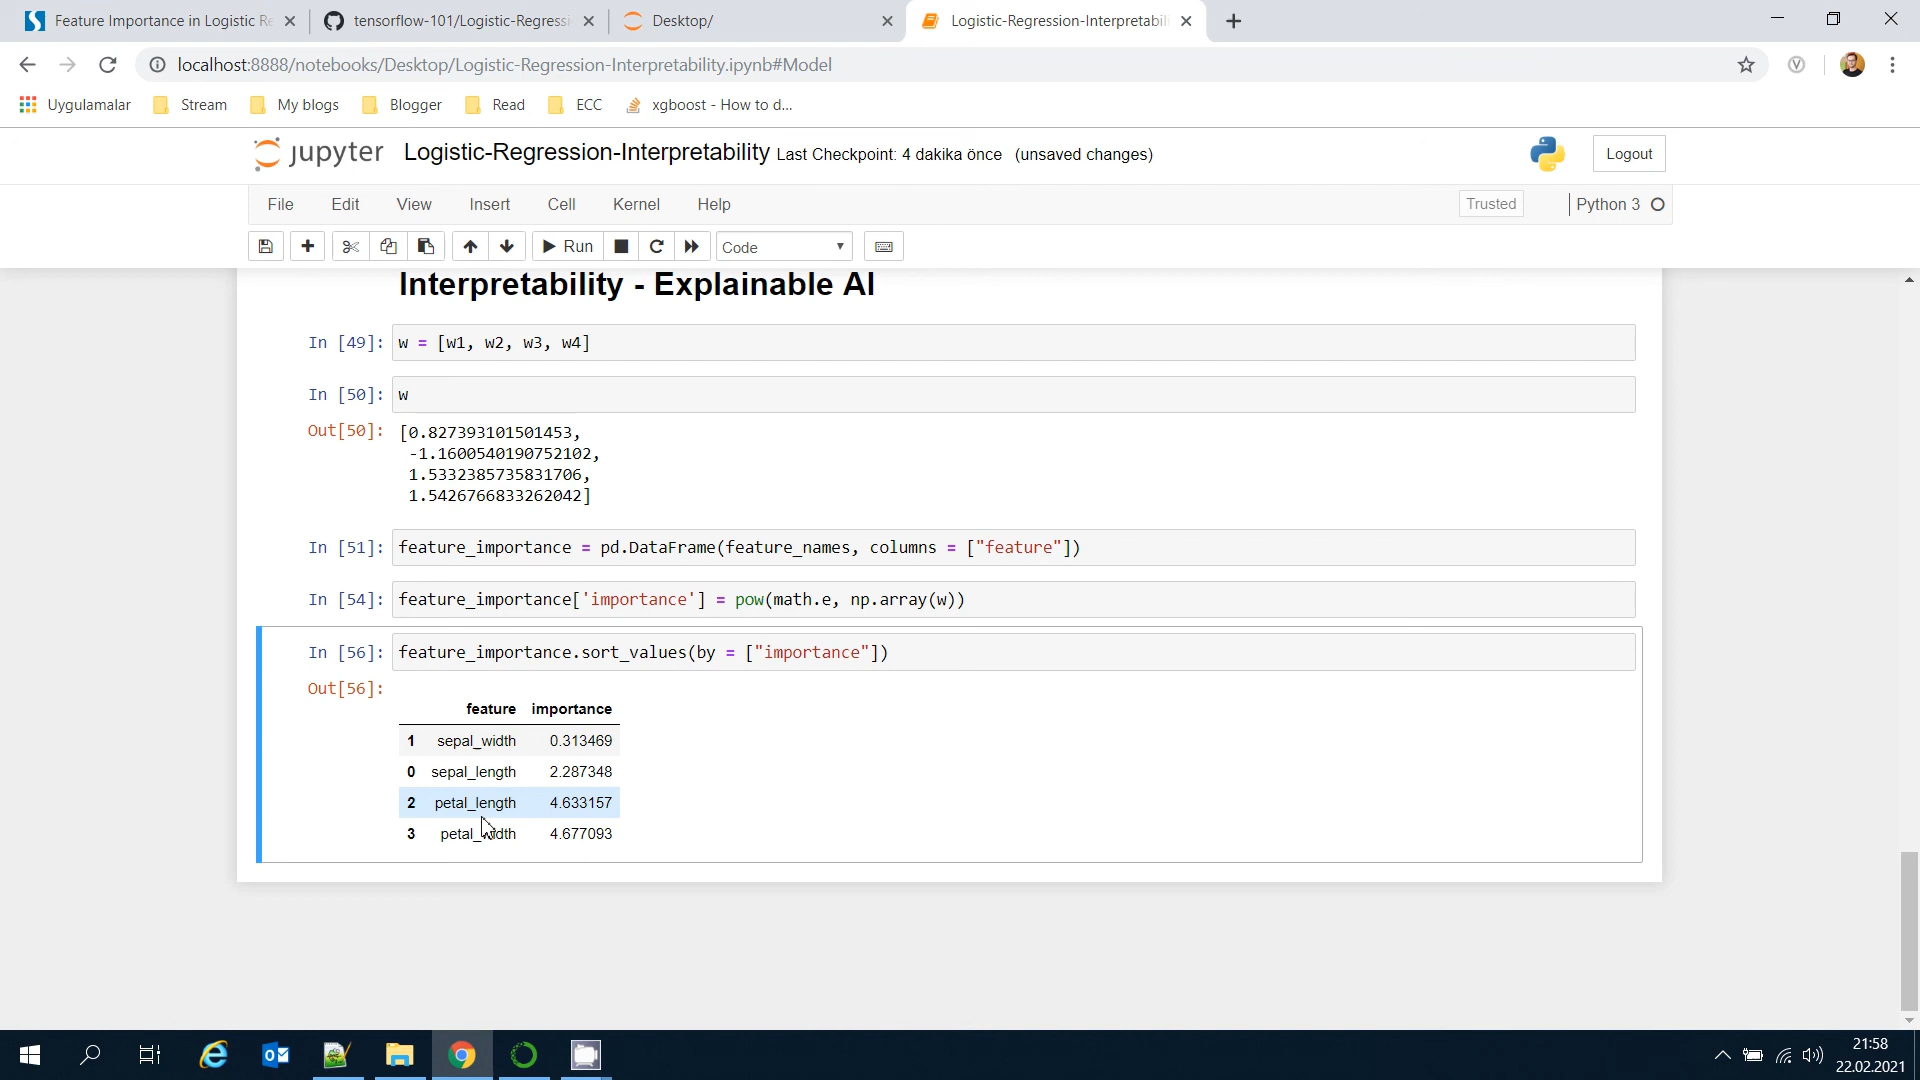 Feature Importance in Logistic Re
tensorflow-101/Logistic-Regressi
Desktop/
Logistic-Regression-Interpretabil
localhost:8888/notebooks/Desktop/Logistic-Regression-Interpretability.ipynb#Model
Uygulamalar
Stream
My blogs
Blogger
Read
ECC
xgboost - How to d...
jupyter
Logistic-Regression-Interpretability Last Checkpoint: 4 dakika önce (unsaved changes)
Logout
File Edit View Insert Cell Kernel Help
Trusted
Python 3
Run
Code
Interpretability - Explainable AI
In [49]: w = [w1, w2, w3, w4]
In [50]: w
Out[50]: [0.827393101501453,
-1.1600540190752102,
1.5332385735831706,
1.5426766833262042]
In [51]: feature_importance = pd.DataFrame(feature_names, columns = ["feature"])
In [54]: feature_importance['importance'] = pow(math.e, np.array(w))
In [56]: feature_importance.sort_values(by = ["importance"])
Out[56]:
feature importance
1 sepal_width 0.313469
0 sepal_length 2.287348
2 petal_length 4.633157
3 petal_width 4.677093
21:58
22.02.2021